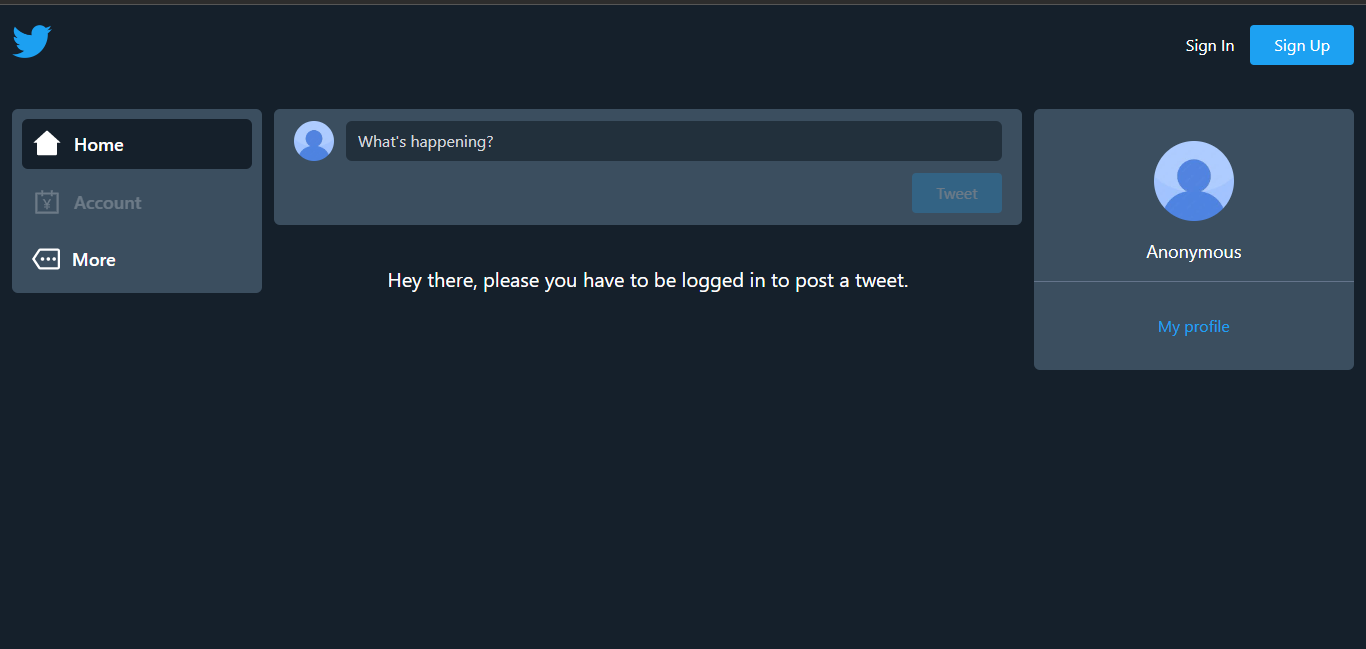 Sign In
Sign Up
Home
Account
More
What's happening?
Tweet
Hey there, please you have to be logged in to post a tweet.
Anonymous
My profile